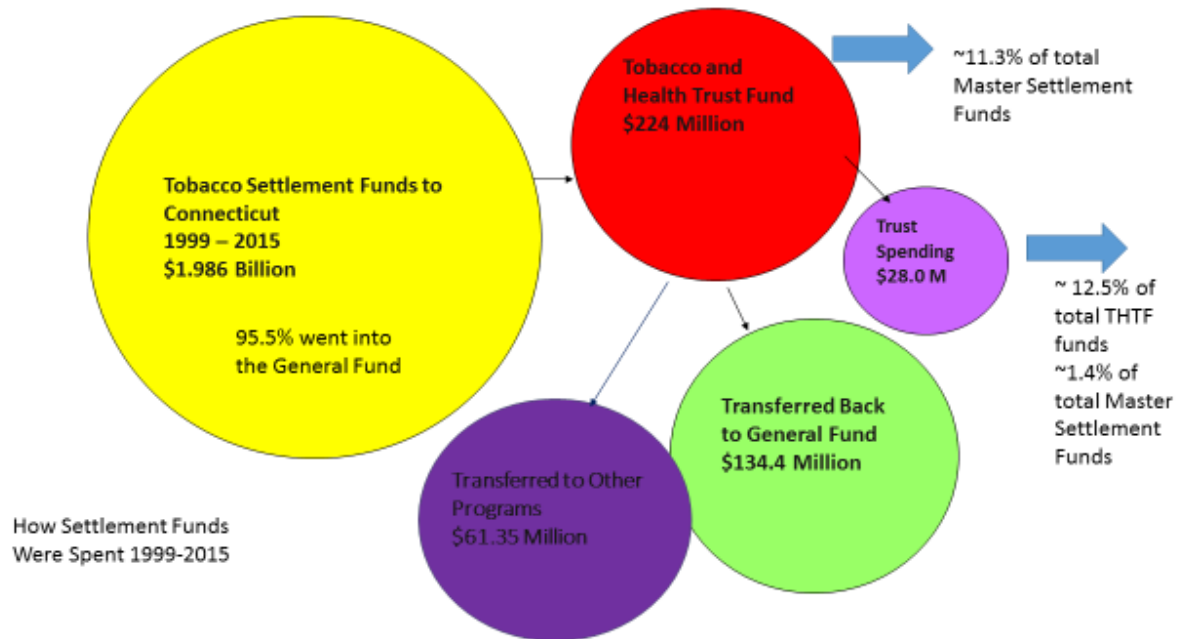 Tobacco Settlement Funds to
Connecticut
1999 – 2015
$1.986 Billion
95.5% went into
the General Fund
Tobacco and
Health Trust Fund
$224 Million
~11.3% of total
Master Settlement
Funds
Trust
Spending
$28.0 M
~ 12.5% of
total THTF
funds
~1.4% of
total Master
Settlement
Funds
Transferred Back
to General Fund
$134.4 Million
Transferred to Other
Programs
$61.35 Million
How Settlement Funds
Were Spent 1999-2015